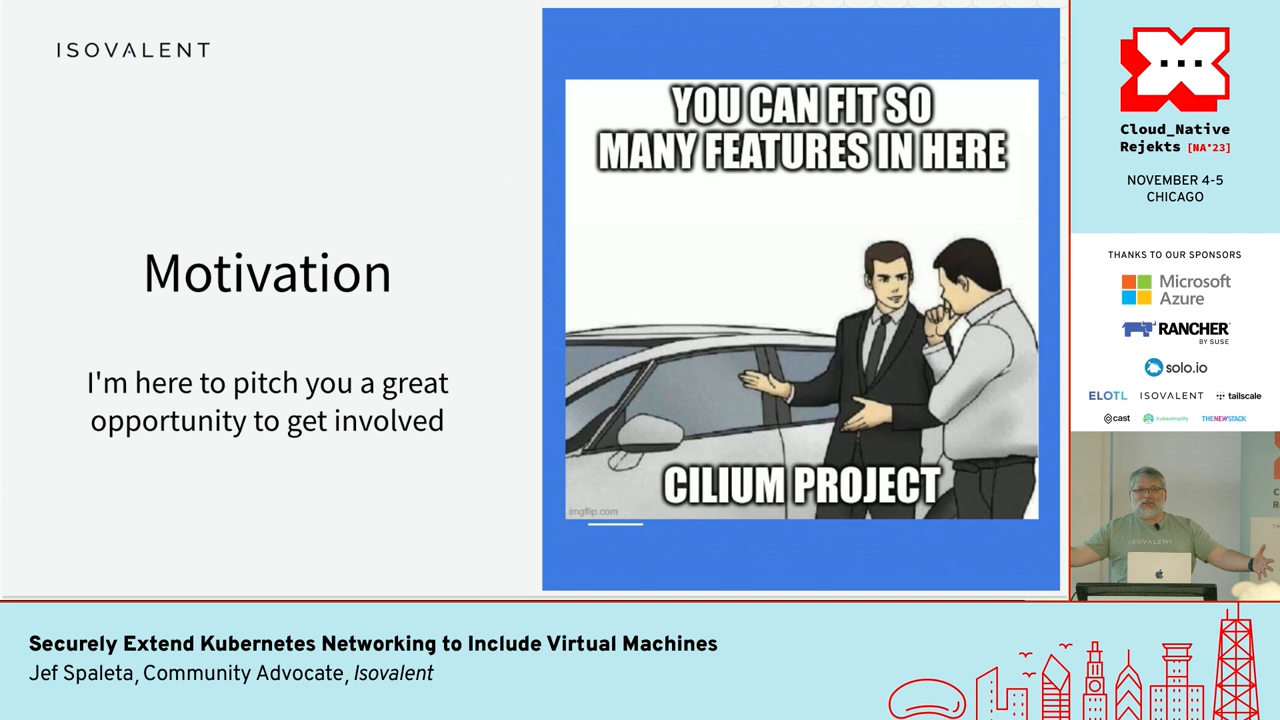 ISOVALENT
Motivation
I'm here to pitch you a great
opportunity to get involved
YOU CAN FIT SO
MANY FEATURES IN HERE
CILIUM PROJECT
imgflip.com
Cloud_Native
Rejekts [NA'23]
NOVEMBER 4-5
CHICAGO
THANKS TO OUR SPONSORS
Microsoft
Azure
RANCHER
BY SUSE
solo.io
ELOTL ISOVALENT tailscale
cast kubesimplify THENEWSTACK
ISOVALENT
Securely Extend Kubernetes Networking to Include Virtual Machines
Jef Spaleta, Community Advocate, Isovalent